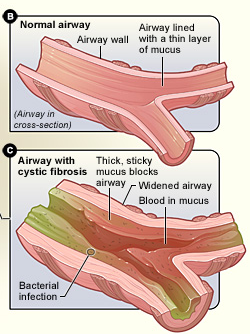 B
Normal airway
Airway wall
Airway lined
with a thin layer
of mucus
(Airway in
cross-section)
C
Airway with
cystic fibrosis
Thick, sticky
mucus blocks
airway
Widened airway
Blood in mucus
Bacterial
infection